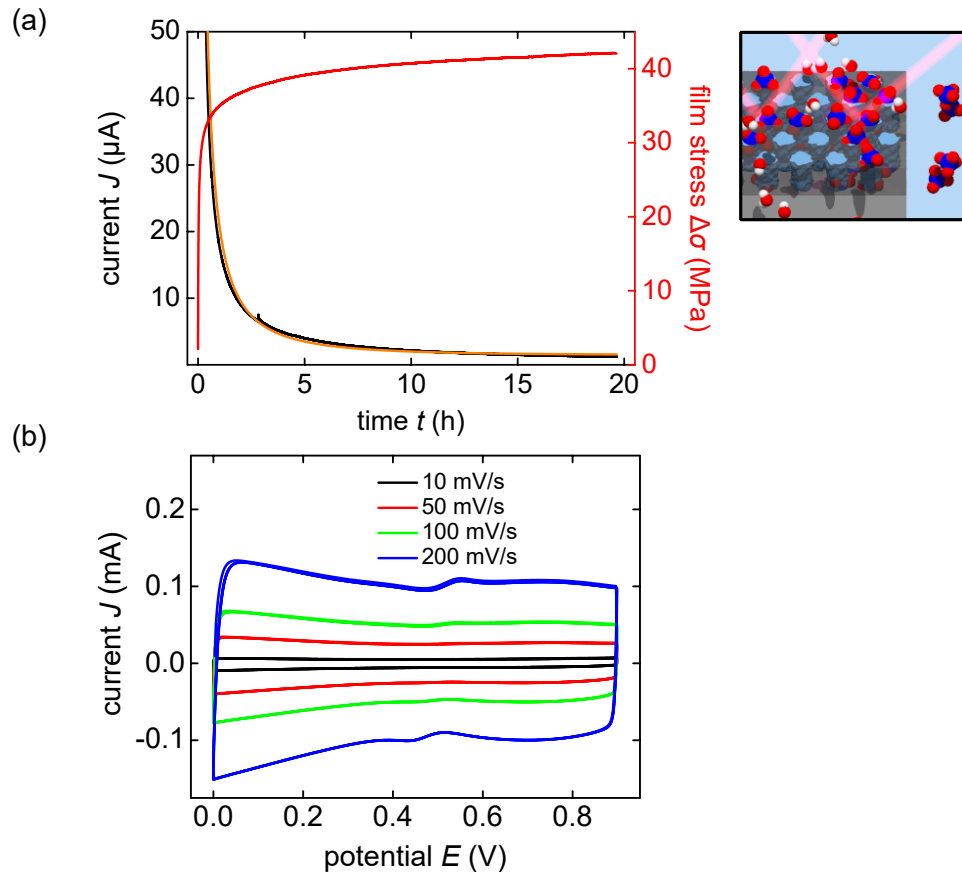 (a)
50
40
30
20
10
current J (µA)
40
30
20
10
0
film stress Δσ (MPa)
0 5 10 15 20
time t (h)
(b)
10 mV/s
50 mV/s
100 mV/s
200 mV/s
0.2
0.1
0.0
-0.1
current J (mA)
0.0 0.2 0.4 0.6 0.8
potential E (V)